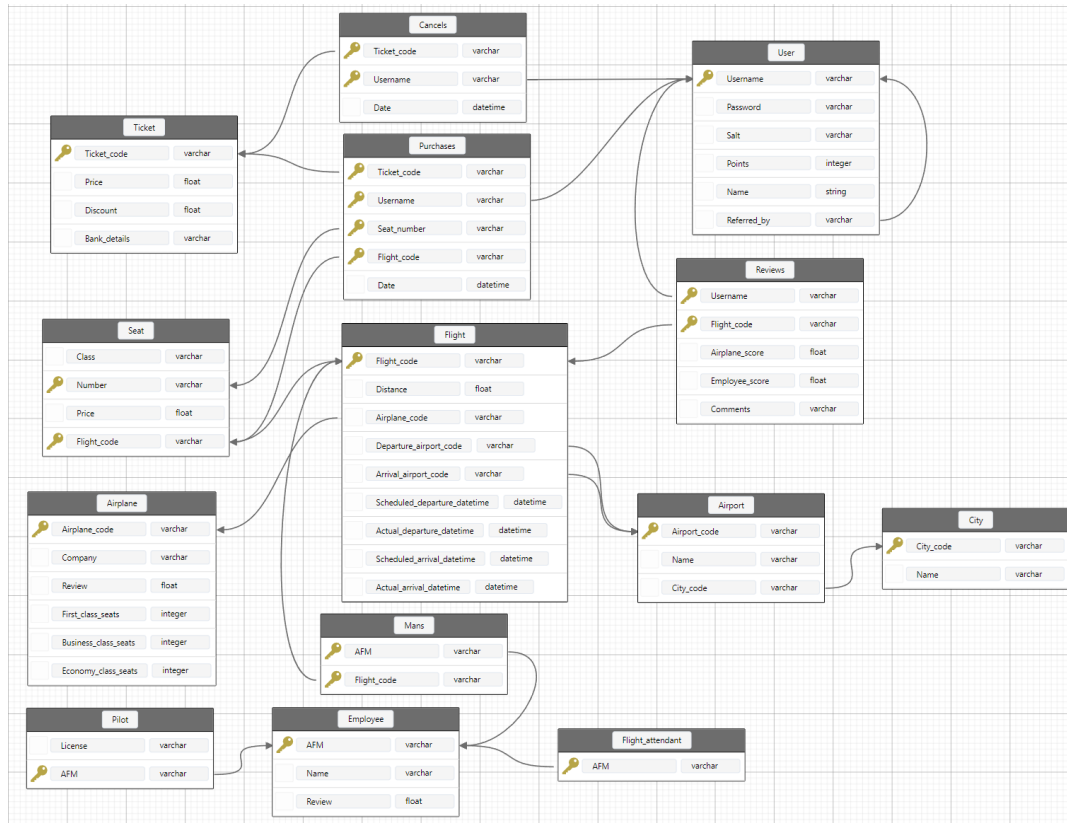 Cancels
Ticket_code varchar
Username varchar
Date datetime
User
Username varchar
Password varchar
Salt varchar
Points integer
Name string
Referred_by varchar
Ticket
Ticket_code varchar
Price float
Discount float
Bank_details varchar
Purchases
Ticket_code varchar
Username varchar
Seat_number varchar
Flight_code varchar
Date datetime
Reviews
Username varchar
Flight_code varchar
Airplane_score float
Employee_score float
Comments varchar
Seat
Class varchar
Number varchar
Price float
Flight_code varchar
Flight
Flight_code varchar
Distance float
Airplane_code varchar
Departure_airport_code varchar
Arrival_airport_code varchar
Scheduled_departure_datetime datetime
Actual_departure_datetime datetime
Scheduled_arrival_datetime datetime
Actual_arrival_datetime datetime
Airplane
Airplane_code varchar
Company varchar
Review float
First_class_seats integer
Business_class_seats integer
Economy_class_seats integer
Airport
Airport_code varchar
Name varchar
City_code varchar
City
City_code varchar
Name varchar
Mans
AFM varchar
Flight_code varchar
Pilot
License varchar
AFM varchar
Employee
AFM varchar
Name varchar
Review float
Flight_attendant
AFM varchar